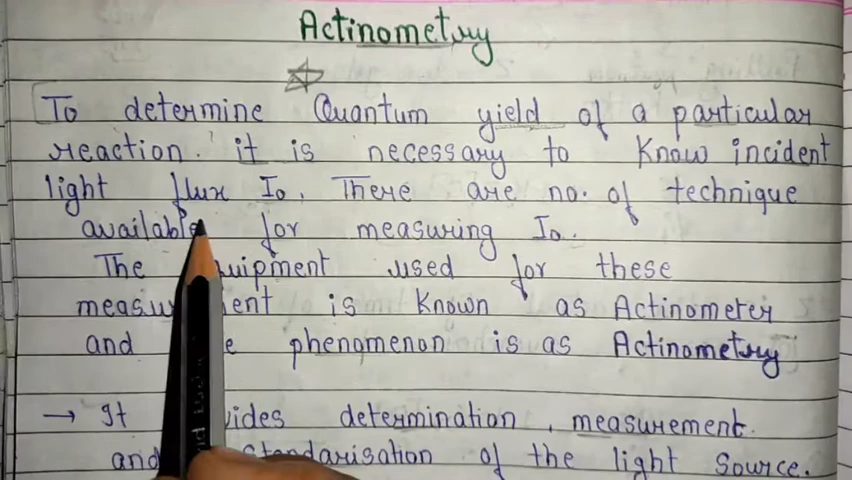 Actinometry
To determine Quantum yield of a particular
reaction. it is necessary to know incident
light flux Io. There are no. of technique
available for measuring Io.
The uipment used for these
measu ent is known as Actinometer
and e phenomenon is as Actinometry
→ It vides determination, measurement.
and standarisation of the light source.